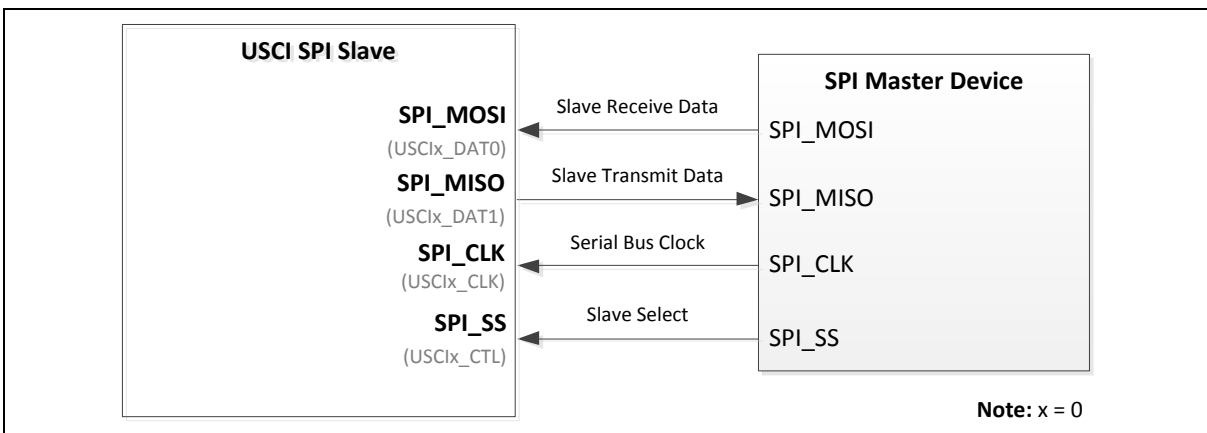 USCI SPI Slave
SPI_MOSI
(USCIx_DAT0)
SPI_MISO
(USCIx_DAT1)
SPI_CLK
(USCIx_CLK)
SPI_SS
(USCIx_CTL)
Slave Receive Data
Slave Transmit Data
Serial Bus Clock
Slave Select
SPI Master Device
SPI_MOSI
SPI_MISO
SPI_CLK
SPI_SS
Note: x = 0